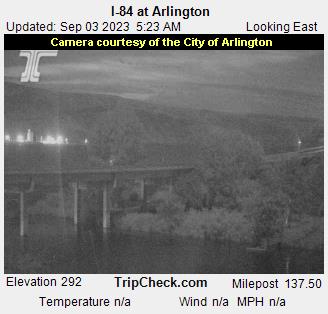 I-84 at Arlington
Updated: Sep 03 2023 5:23 AM Looking East
Camera courtesy of the City of Arlington
Elevation 292 TripCheck.com Milepost 137.50
Temperature n/a Wind n/a MPH n/a